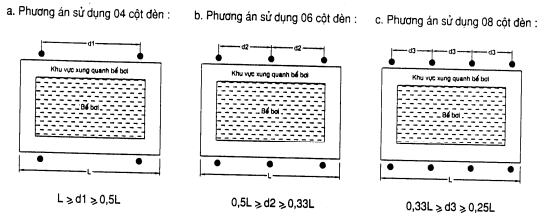 a. Phương án sử dụng 04 cột đèn :
d1
Khu vực xung quanh bể bơi
Bể bơi
L
L ⩾ d1 ⩾ 0,5L
b. Phương án sử dụng 06 cột đèn :
d2 d2
Khu vực xung quanh bể bơi
Bể bơi
L
0,5L ⩾ d2 ⩾ 0,33L
c. Phương án sử dụng 08 cột đèn :
d3 d3 d3
Khu vực xung quanh bể bơi
Bể bơi
L
0,33L ⩾ d3 ⩾ 0,25L